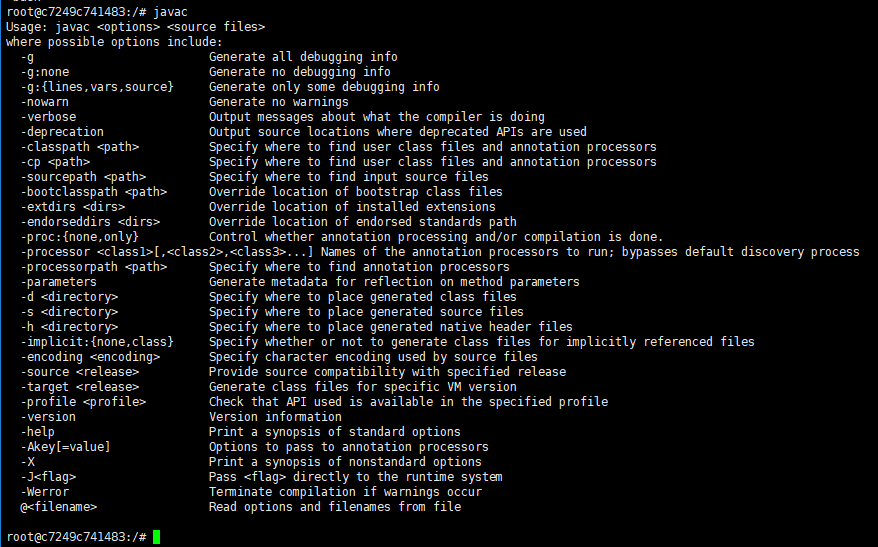 root@c7249c741483:/# javac
Usage: javac <options> <source files>
where possible options include:
  -g                         Generate all debugging info
  -g:none                    Generate no debugging info
  -g:{lines,vars,source}     Generate only some debugging info
  -nowarn                    Generate no warnings
  -verbose                   Output messages about what the compiler is doing
  -deprecation               Output source locations where deprecated APIs are used
  -classpath <path>          Specify where to find user class files and annotation processors
  -cp <path>                 Specify where to find user class files and annotation processors
  -sourcepath <path>         Specify where to find input source files
  -bootclasspath <path>      Override location of bootstrap class files
  -extdirs <dirs>            Override location of installed extensions
  -endorseddirs <dirs>       Override location of endorsed standards path
  -proc:{none,only}          Control whether annotation processing and/or compilation is done.
  -processor <class1>[,<class2>,<class3>...] Names of the annotation processors to run; bypasses default discovery process
  -processorpath <path>      Specify where to find annotation processors
  -parameters                Generate metadata for reflection on method parameters
  -d <directory>             Specify where to place generated class files
  -s <directory>             Specify where to place generated source files
  -h <directory>             Specify where to place generated native header files
  -implicit:{none,class}     Specify whether or not to generate class files for implicitly referenced files
  -encoding <encoding>       Specify character encoding used by source files
  -source <release>          Provide source compatibility with specified release
  -target <release>          Generate class files for specific VM version
  -profile <profile>         Check that API used is available in the specified profile
  -version                   Version information
  -help                      Print a synopsis of standard options
  -Akey[=value]              Options to pass to annotation processors
  -X                         Print a synopsis of nonstandard options
  -J<flag>                   Pass <flag> directly to the runtime system
  -Werror                    Terminate compilation if warnings occur
  @<filename>                Read options and filenames from file
root@c7249c741483:/#